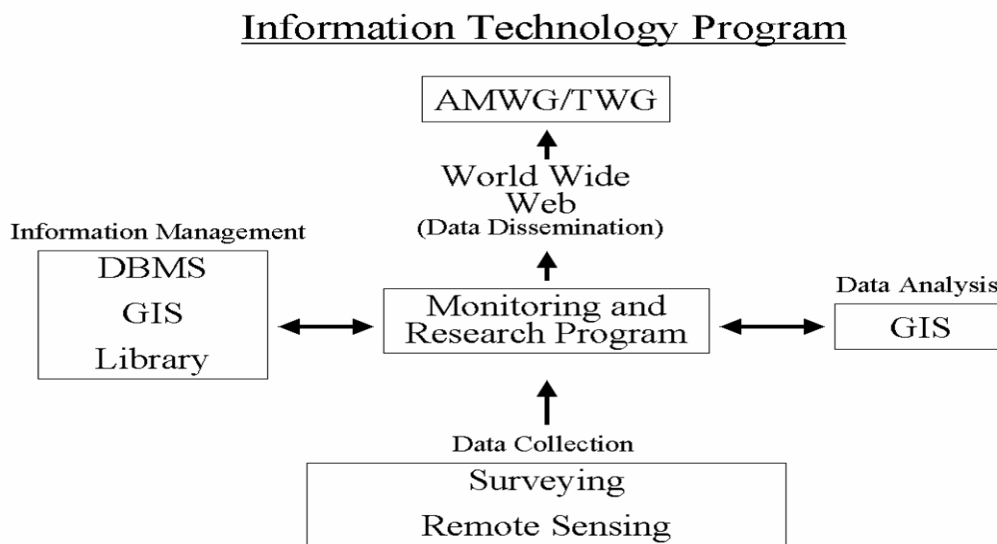 Information Technology Program
AMWG/TWG
World Wide
Web
(Data Dissemination)
Information Management
DBMS
GIS
Library
Monitoring and
Research Program
Data Analysis
GIS
Data Collection
Surveying
Remote Sensing